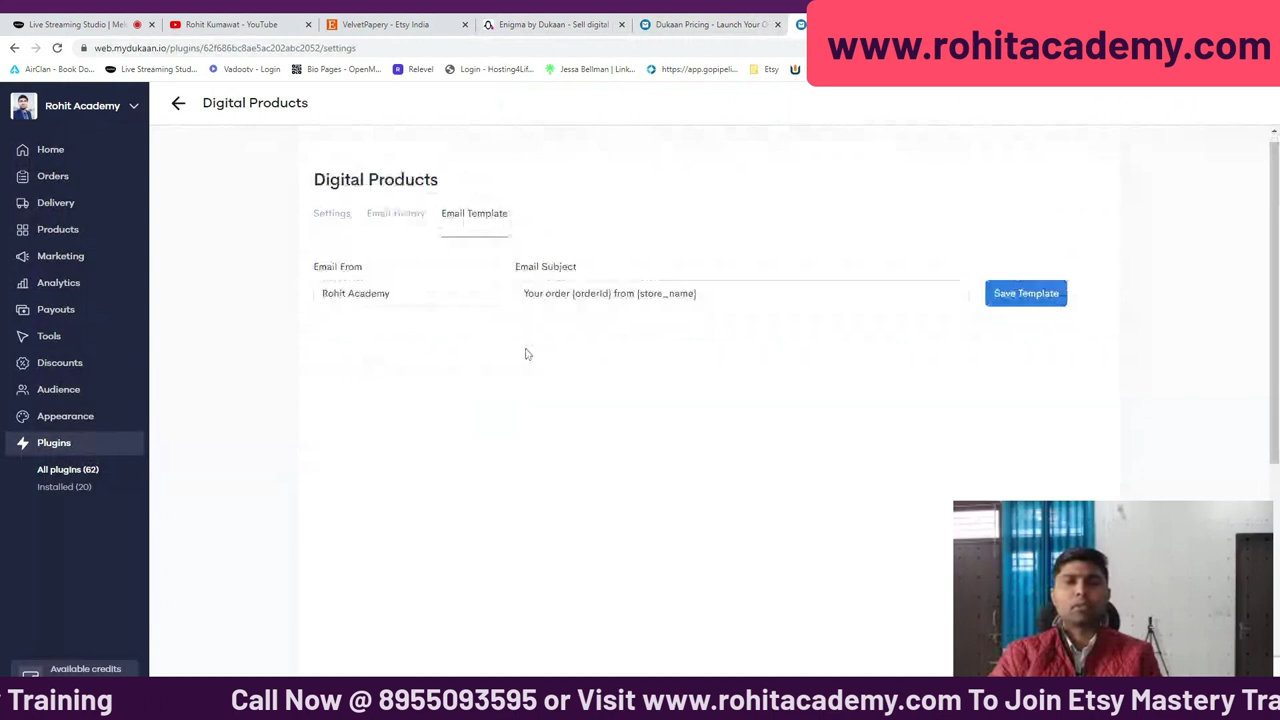 Live Streaming Studio | Mel
Rohit Kumawat - YouTube
VelvetPapery - Etsy India
Enigma by Dukaan - Sell digital
Dukaan Pricing - Launch Your O
www.rohitacademy.com
web.mydukaan.io/plugins/62f686bc8ae5ac202abc2052/settings
AirClan - Book Do...
Live Streaming Stud...
Vadootv - Login
Bio Pages - OpenM...
Relevel
Login - Hosting4Lif...
Jessa Bellman | Link...
https://app.gopipeli...
Etsy
Rohit Academy
Digital Products
Home
Orders
Delivery
Products
Marketing
Analytics
Payouts
Tools
Discounts
Audience
Appearance
Plugins
All plugins (62)
Installed (20)
Available credits
Digital Products
Settings
Email History
Email Template
Email From
Email Subject
Rohit Academy
Your order {orderId} from {store_name}
Save Template
Training
Call Now @ 8955093595 or Visit www.rohitacademy.com To Join Etsy Mastery Tra